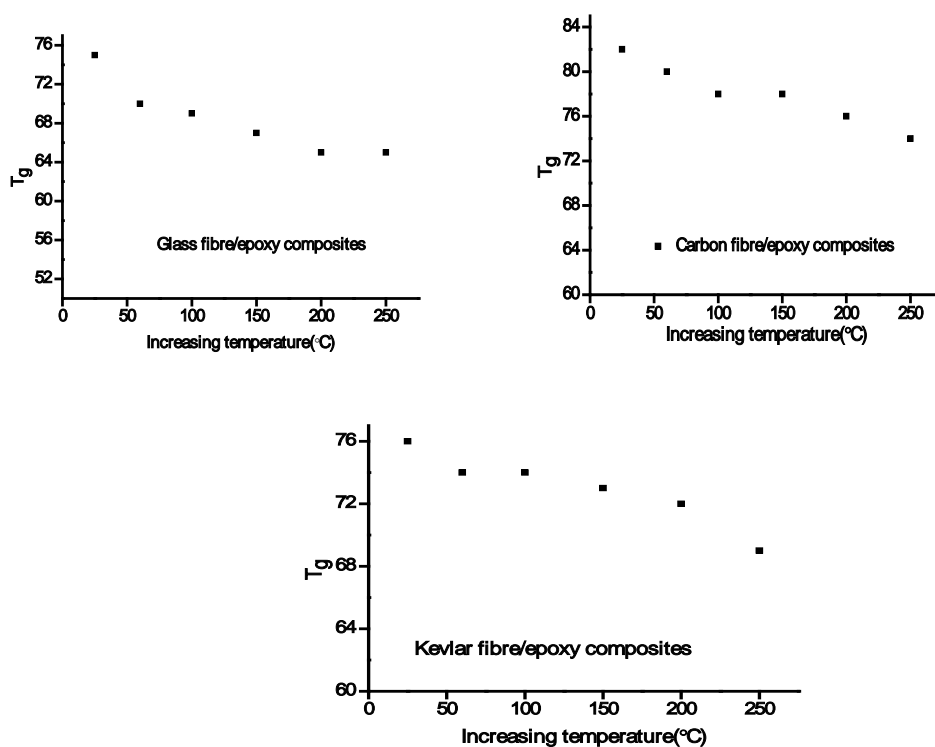 76
72
68
64
60
56
52
Tg
Glass fibre/epoxy composites
0 50 100 150 200 250
Increasing temperature(°C)
84
80
76
72
68
64
60
Tg
Carbon fibre/epoxy composites
0 50 100 150 200 250
Increasing temperature(°C)
76
72
68
64
60
Tg
Kevlar fibre/epoxy composites
0 50 100 150 200 250
Increasing temperature(°C)